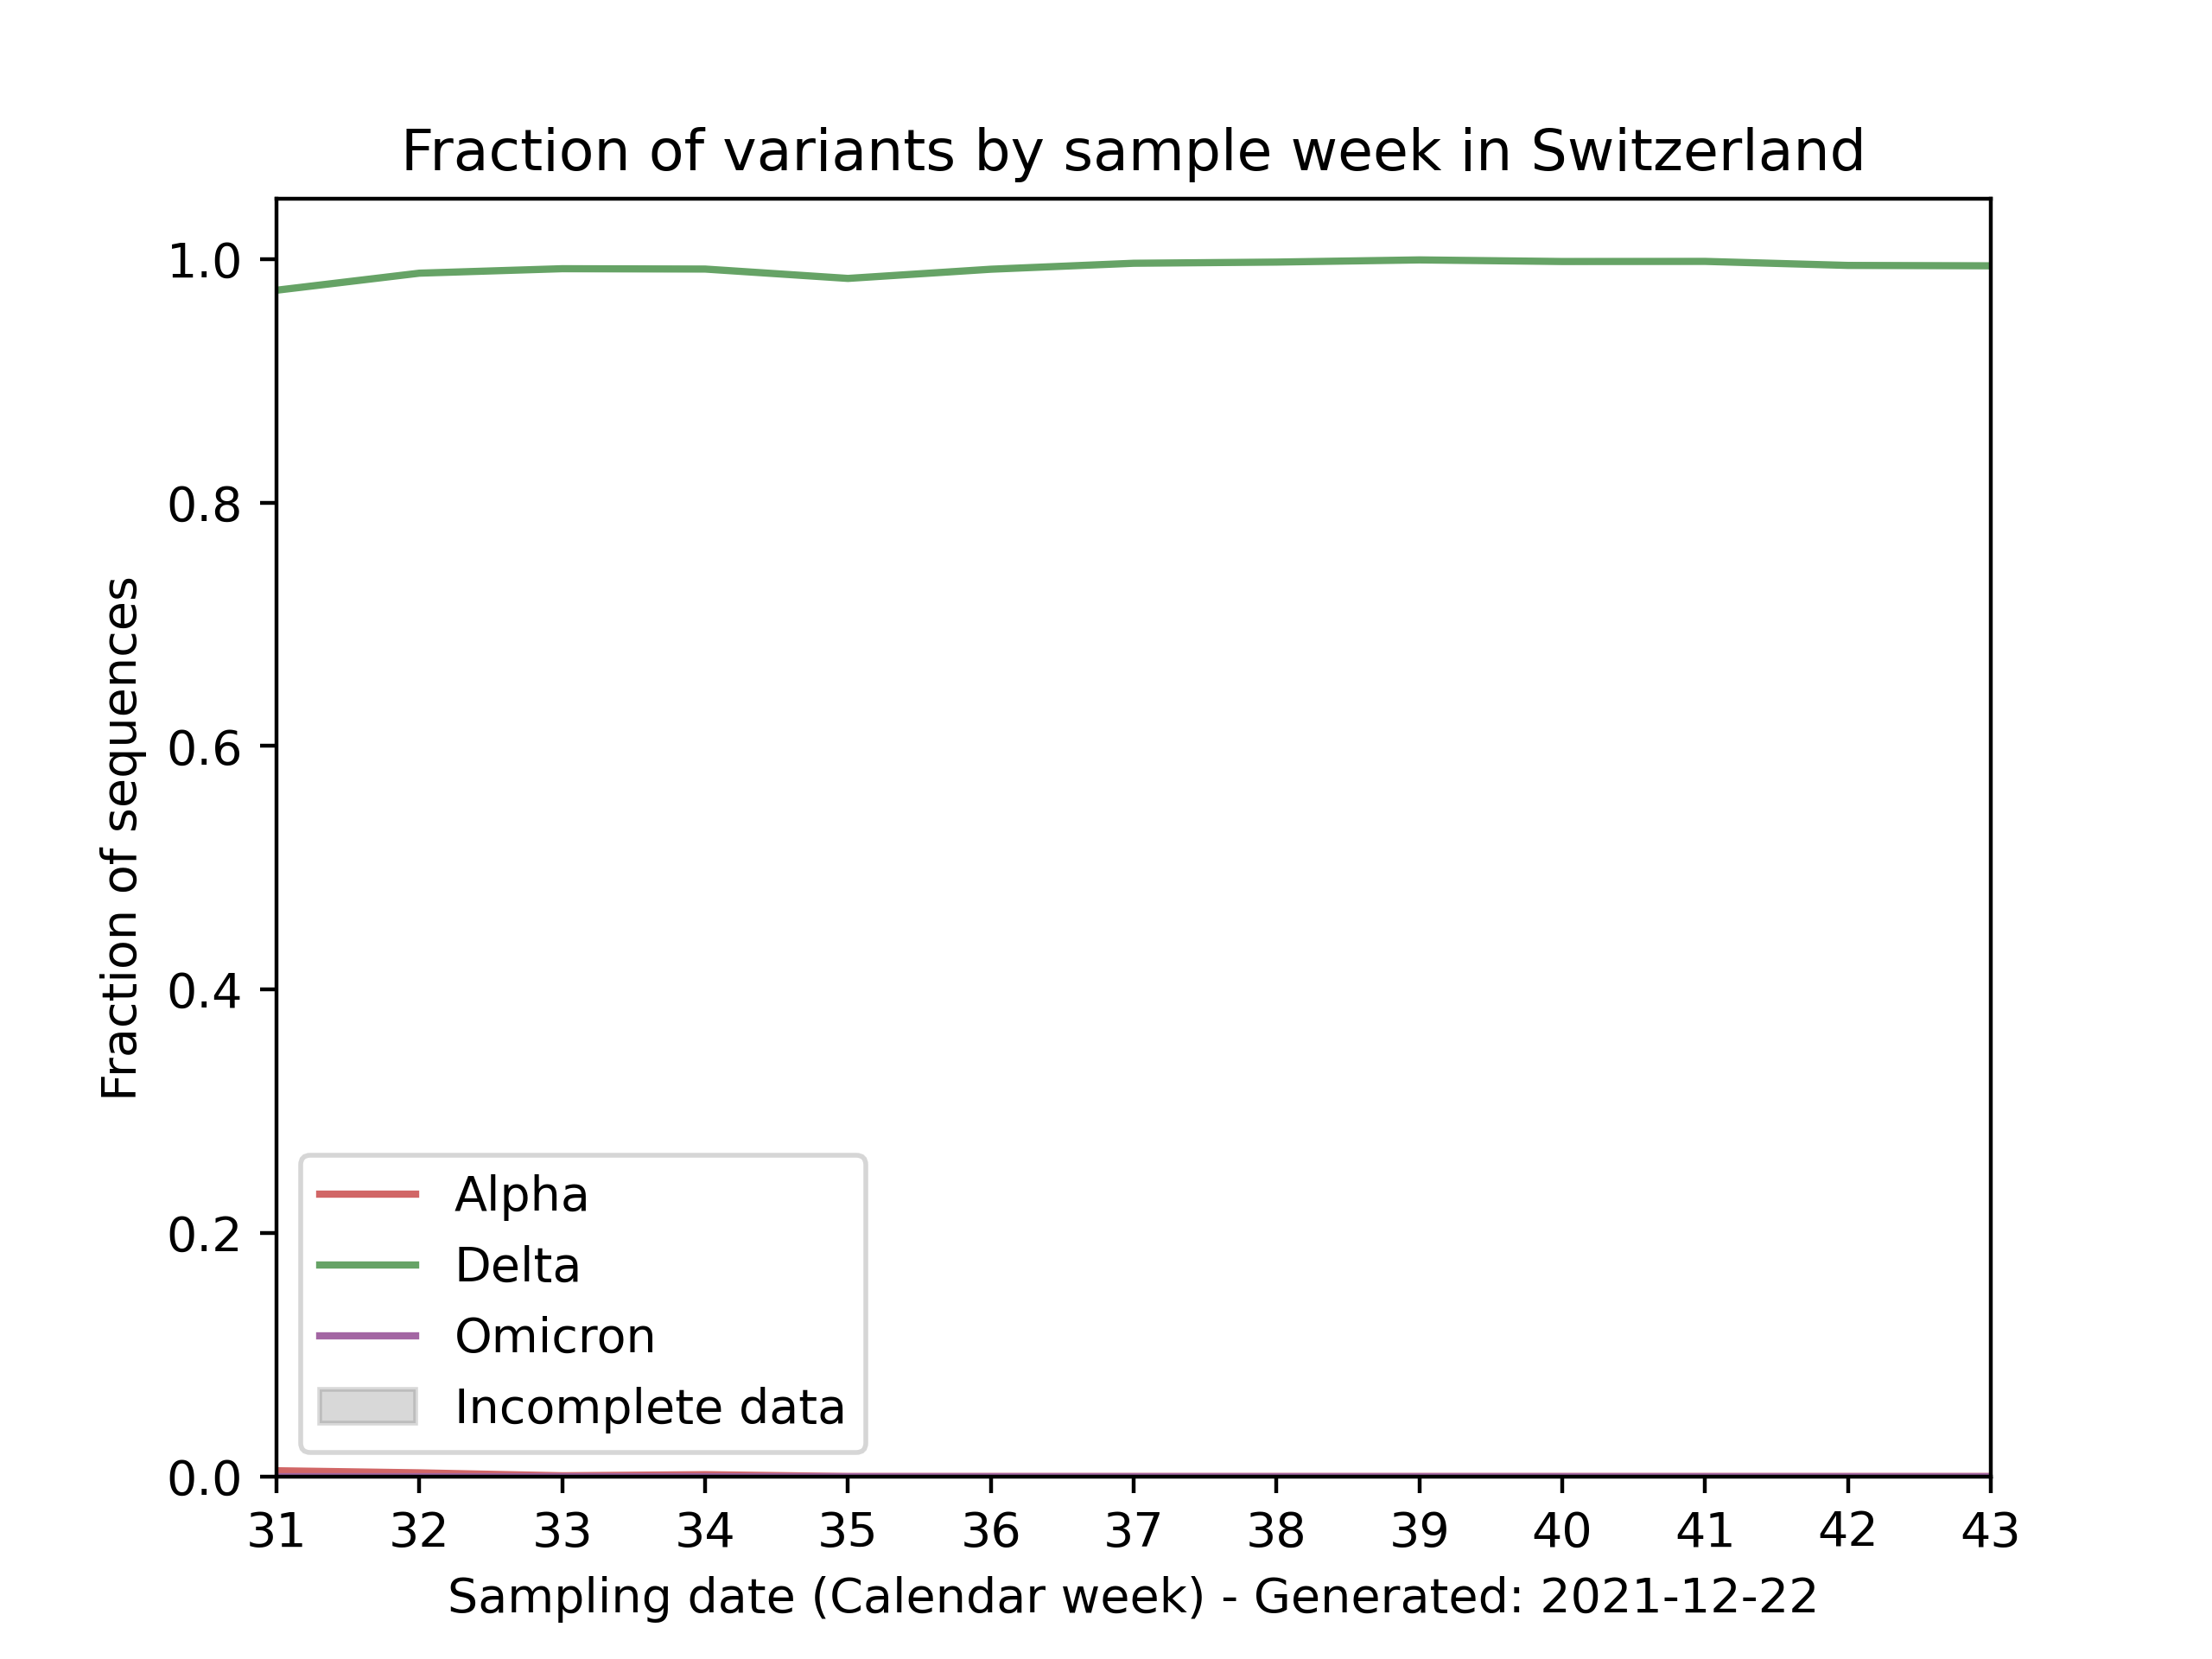 Fraction of variants by sample week in Switzerland
1.0
0.8
0.6
0.4
0.2
0.0
Fraction of sequences
Alpha
Delta
Omicron
Incomplete data
31 32 33 34 35 36 37 38 39 40 41 42 43
Sampling date (Calendar week) - Generated: 2021-12-22